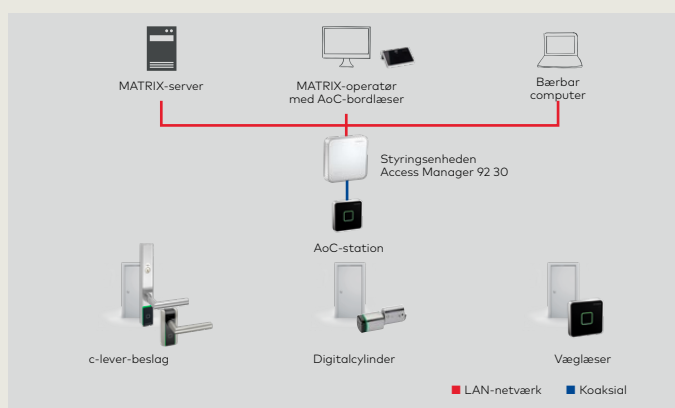 MATRIX-server
MATRIX-operatør
med AoC-bordlæser
Bærbar
computer
Styringsenheden
Access Manager 92 30
AoC-station
c-lever-beslag
Digitalcylinder
Væglæser
LAN-netværk
Koaksial